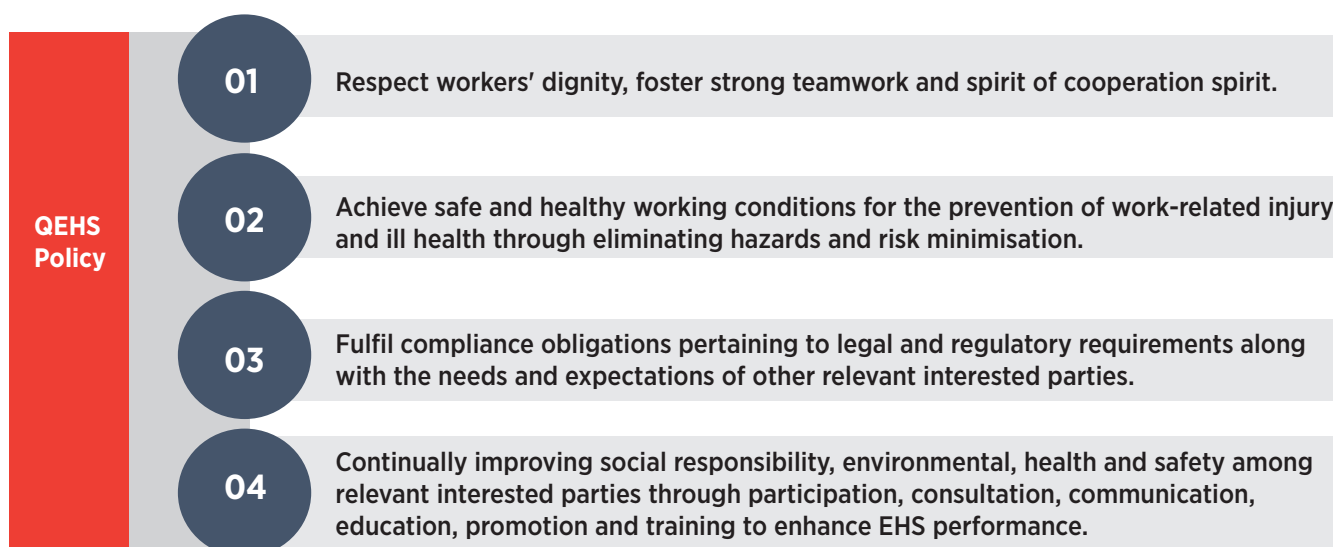 QEHS
Policy
01
Respect workers' dignity, foster strong teamwork and spirit of cooperation spirit.
02
Achieve safe and healthy working conditions for the prevention of work-related injury
and ill health through eliminating hazards and risk minimisation.
03
Fulfil compliance obligations pertaining to legal and regulatory requirements along
with the needs and expectations of other relevant interested parties.
04
Continually improving social responsibility, environmental, health and safety among
relevant interested parties through participation, consultation, communication,
education, promotion and training to enhance EHS performance.